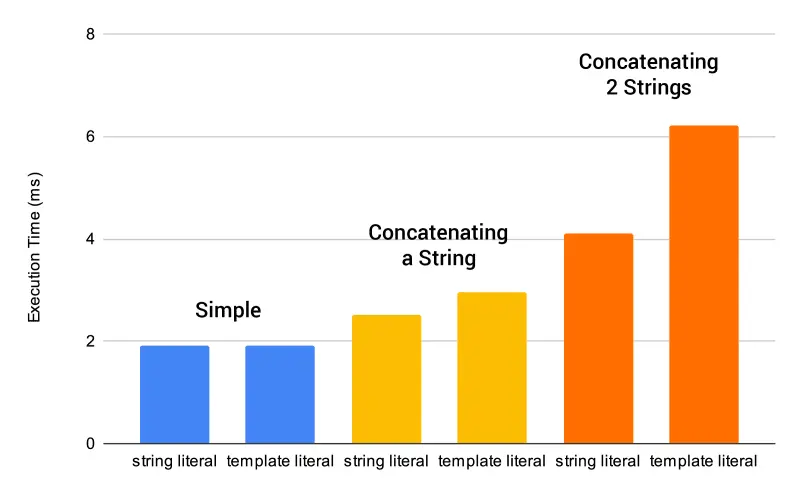 8
Concatenating
2 Strings
6
Execution Time (ms)
Concatenating
a String
4
Simple
2
0
string literal template literal string literal template literal string literal template literal